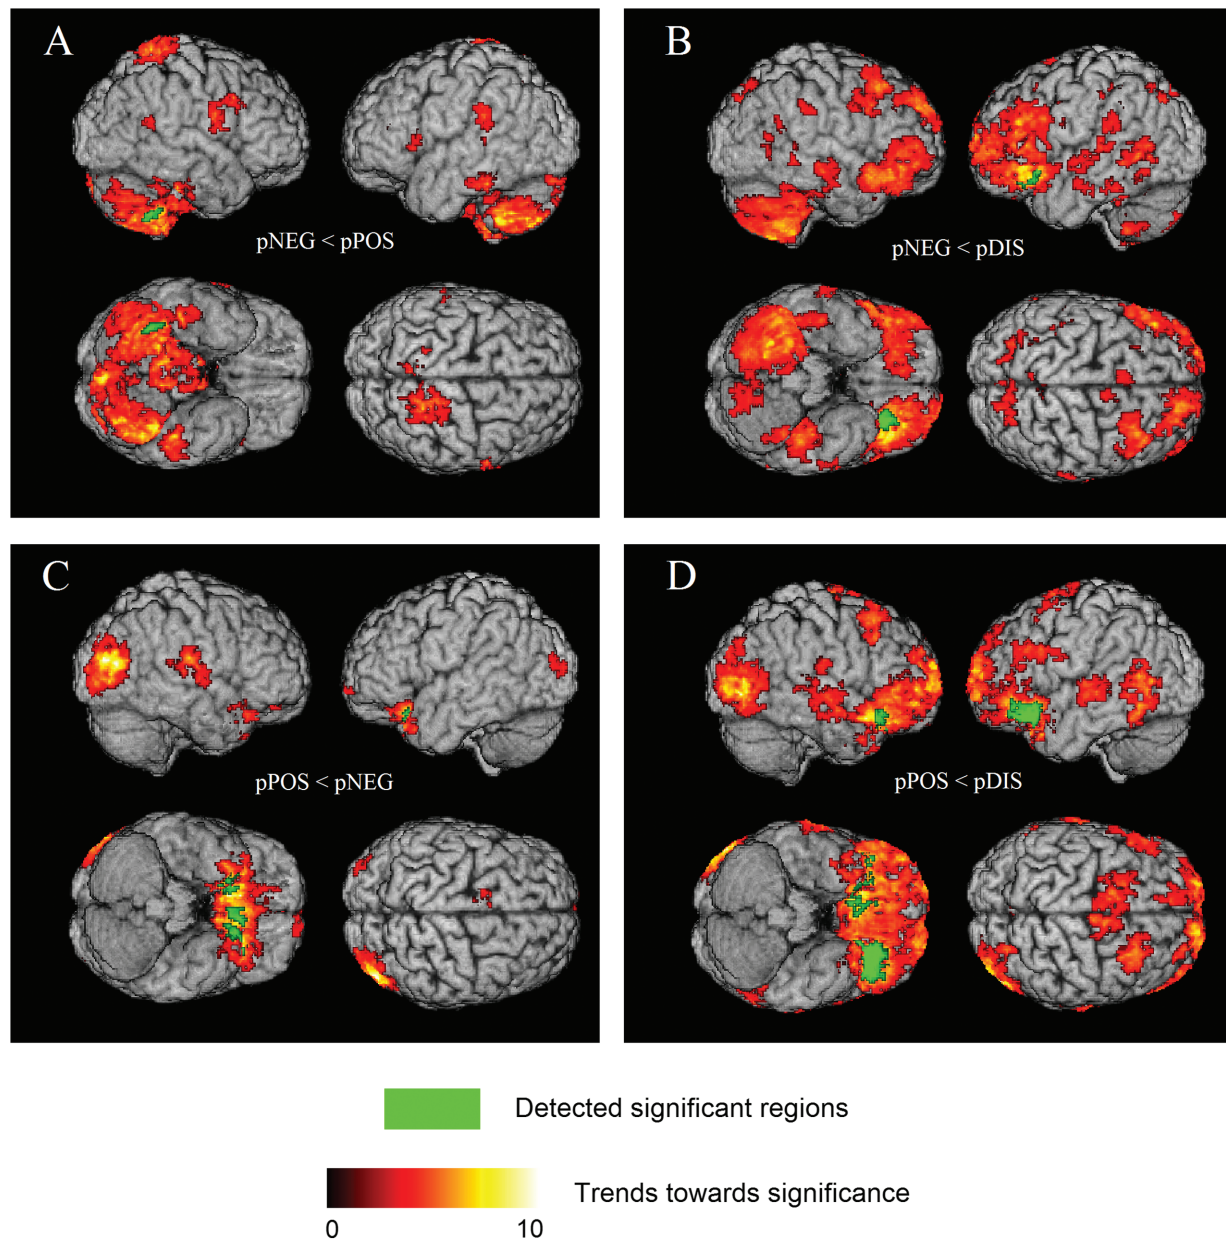 A
pNEG < pPOS
B
pNEG < pDIS
C
pPOS < pNEG
D
pPOS < pDIS
Detected significant regions
Trends towards significance
0 10